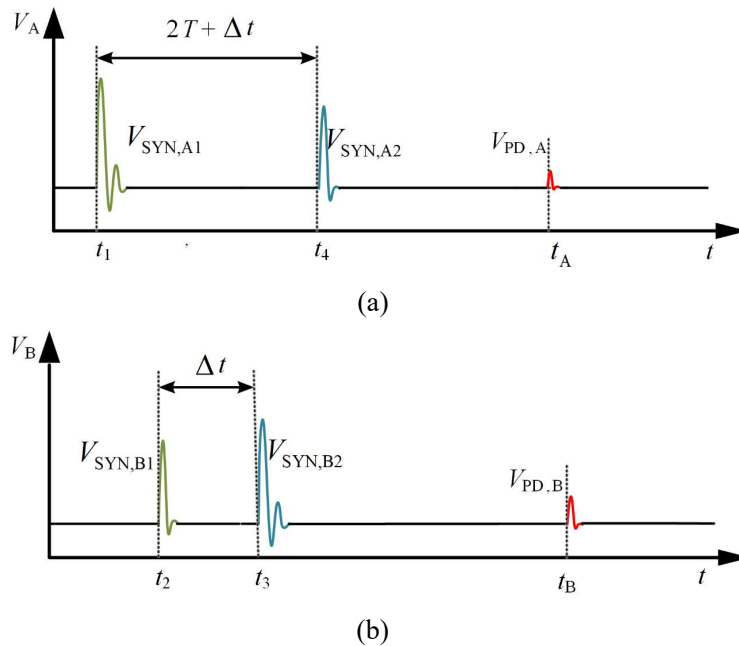 V_A
2T + Δt
V_SYN,A1
V_SYN,A2
V_PD,A
t_1
t_4
t_A
t
(a)
V_B
Δt
V_SYN,B1
V_SYN,B2
V_PD,B
t_2
t_3
t_B
t
(b)